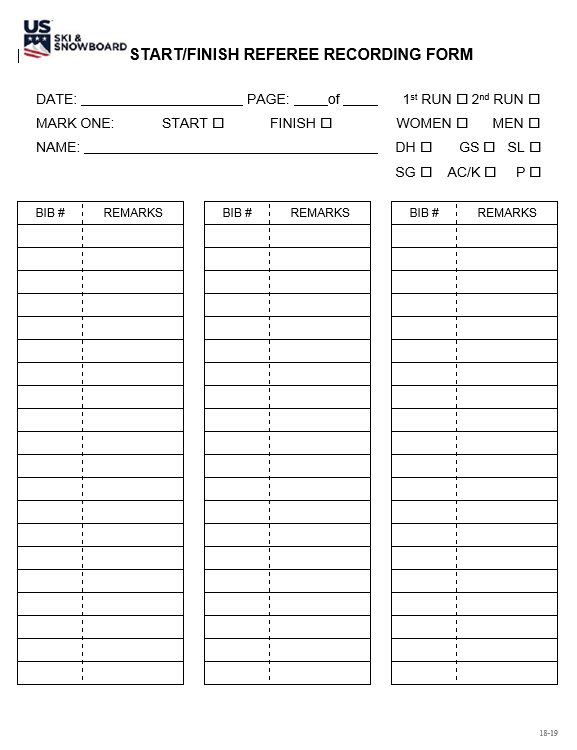 US
SKI &
SNOWBOARD
START/FINISH REFEREE RECORDING FORM
DATE: ____________________ PAGE: ____of ____ 1st RUN ☐ 2nd RUN ☐
MARK ONE: START ☐ FINISH ☐ WOMEN ☐ MEN ☐
NAME: ____________________ DH ☐ GS ☐ SL ☐
SG ☐ AC/K ☐ P ☐
BIB # REMARKS BIB # REMARKS BIB # REMARKS
18-19